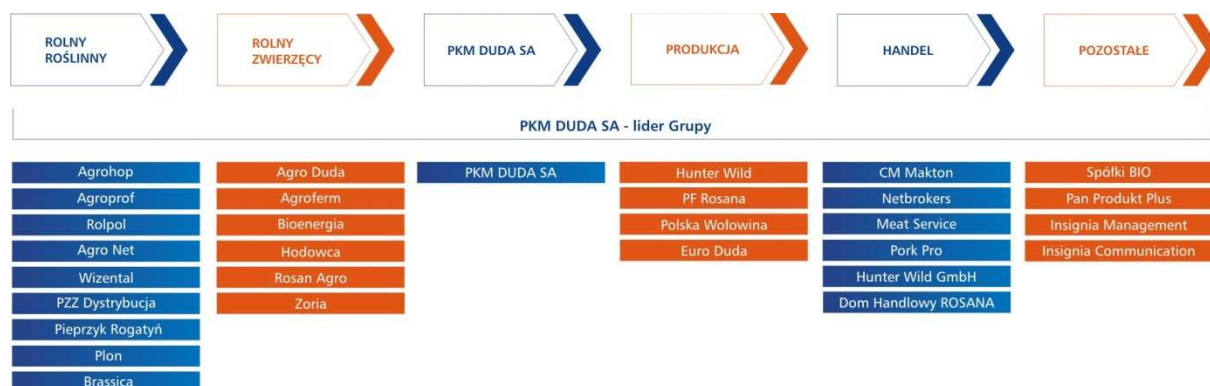 ROLNY
ROŚLINNY
ROLNY
ZWIERZĘCY
PKM DUDA SA
PRODUKCJA
HANDEL
POZOSTAŁE
PKM DUDA SA - lider Grupy
Agrohop
Agroprof
Rolpol
Agro Net
Wizental
PZZ Dystrybucja
Pieprzyk Rogatyń
Plon
Brassica
Agro Duda
Agroferm
Bioenergia
Hodowca
Rosan Agro
Zoria
PKM DUDA SA
Hunter Wild
PF Rosana
Polska Wołowina
Euro Duda
CM Makton
Netbrokers
Meat Service
Pork Pro
Hunter Wild GmbH
Dom Handlowy ROSANA
Spółki BIO
Pan Produkt Plus
Insignia Management
Insignia Communication